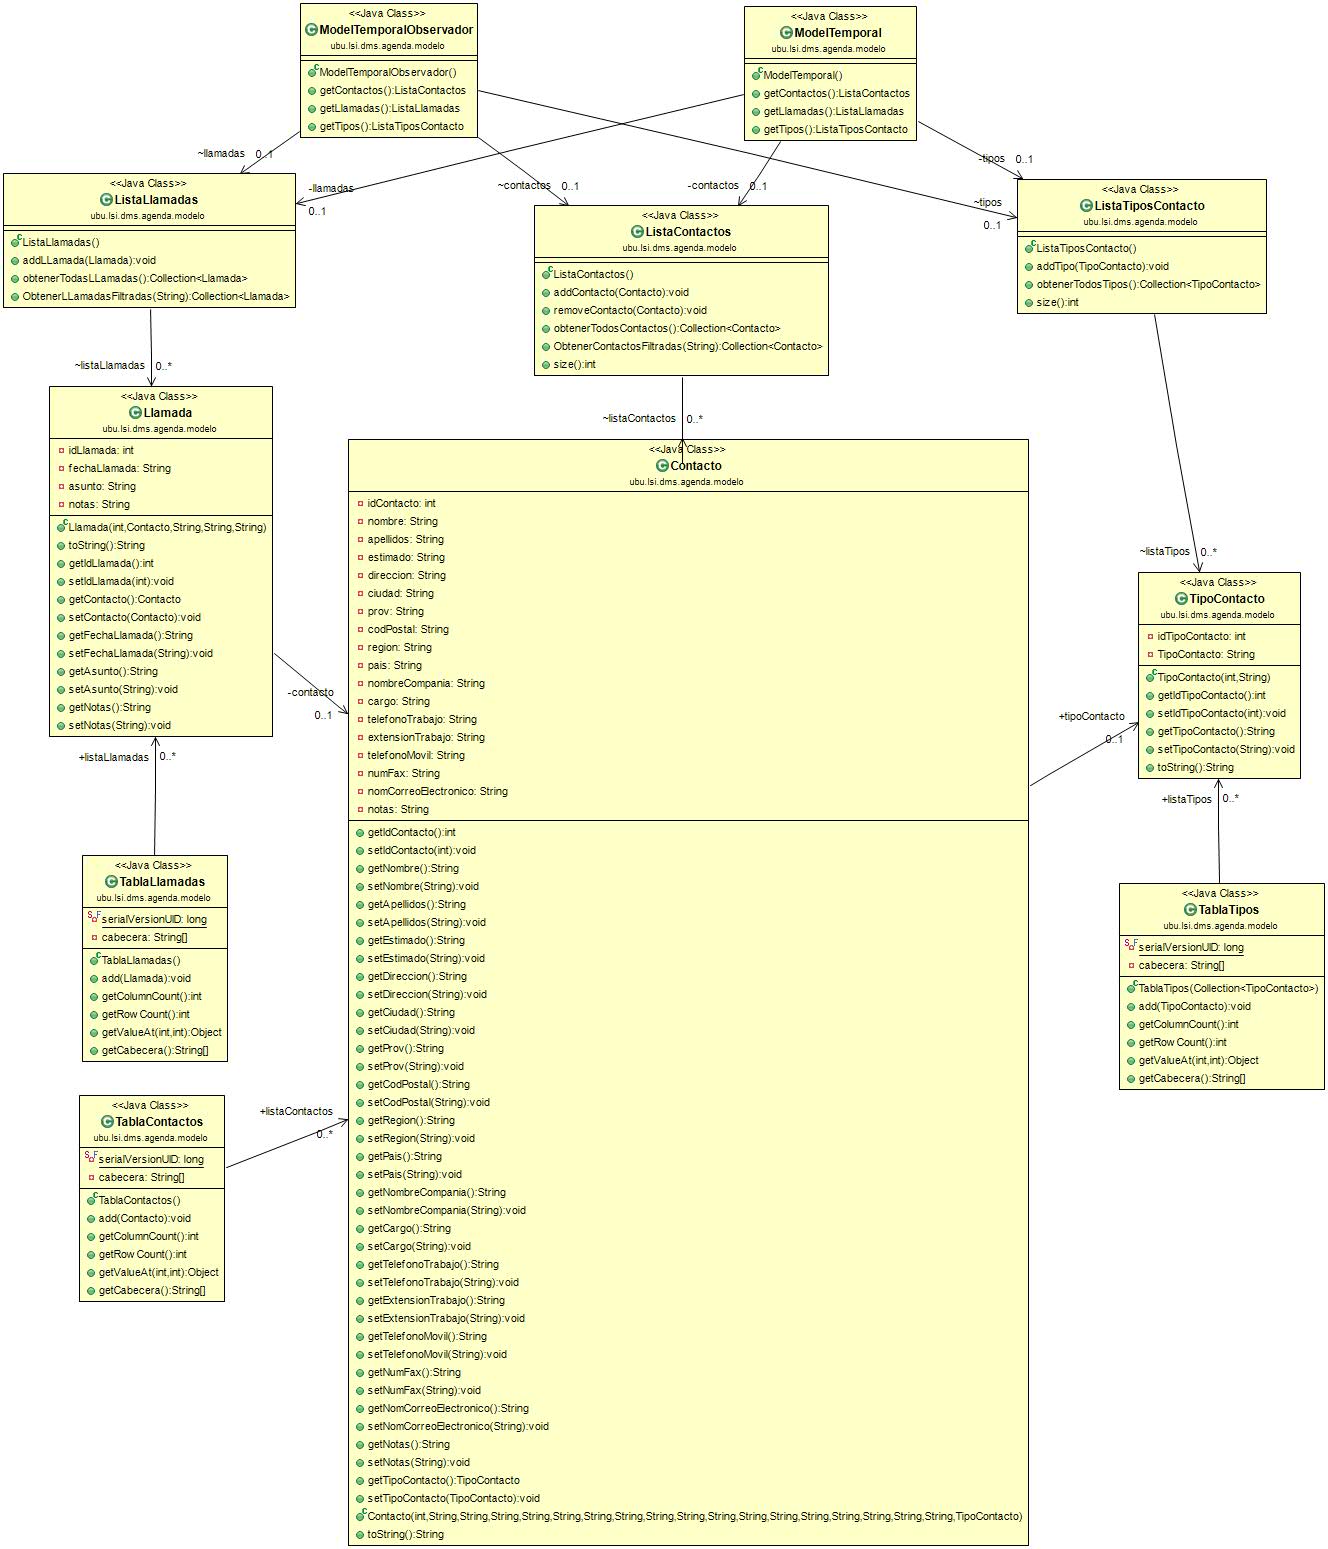 <<Java Class>>
ModelTemporalObservador
ubu.lsi.dms.agenda.modelo
ModelTemporalObservador()
getContactos():ListaContactos
getLlamadas():ListaLlamadas
getTipos():ListaTiposContacto
<<Java Class>>
ModelTemporal
ubu.lsi.dms.agenda.modelo
ModelTemporal()
getContactos():ListaContactos
getLlamadas():ListaLlamadas
getTipos():ListaTiposContacto
~llamadas 0..1
-llamadas
0..1
~contactos 0..1
-contactos 0..1
-tipos 0..1
~tipos
0..1
<<Java Class>>
ListaLlamadas
ubu.lsi.dms.agenda.modelo
ListaLlamadas()
addLLamada(Llamada):void
obtenerTodasLLamadas():Collection<Llamada>
ObtenerLLamadasFiltradas(String):Collection<Llamada>
<<Java Class>>
ListaContactos
ubu.lsi.dms.agenda.modelo
ListaContactos()
addContacto(Contacto):void
removeContacto(Contacto):void
obtenerTodosContactos():Collection<Contacto>
ObtenerContactosFiltradas(String):Collection<Contacto>
size():int
<<Java Class>>
ListaTiposContacto
ubu.lsi.dms.agenda.modelo
ListaTiposContacto()
addTipo(TipoContacto):void
obtenerTodosTipos():Collection<TipoContacto>
size():int
~listaLlamadas 0..*
~listaContactos 0..*
~listaTipos 0..*
<<Java Class>>
Llamada
ubu.lsi.dms.agenda.modelo
idLlamada: int
fechaLlamada: String
asunto: String
notas: String
Llamada(int,Contacto,String,String,String)
toString():String
getIdLlamada():int
setIdLlamada(int):void
getContacto():Contacto
setContacto(Contacto):void
getFechaLlamada():String
setFechaLlamada(String):void
getAsunto():String
setAsunto(String):void
getNotas():String
setNotas(String):void
-contacto
0..1
+listaLlamadas 0..*
<<Java Class>>
TablaLlamadas
ubu.lsi.dms.agenda.modelo
serialVersionUID: long
cabecera: String[]
TablaLlamadas()
add(Llamada):void
getColumnCount():int
getRowCount():int
getValueAt(int,int):Object
getCabecera():String[]
<<Java Class>>
TablaContactos
ubu.lsi.dms.agenda.modelo
serialVersionUID: long
cabecera: String[]
TablaContactos()
add(Contacto):void
getColumnCount():int
getRowCount():int
getValueAt(int,int):Object
getCabecera():String[]
+listaContactos
0..*
<<Java Class>>
Contacto
ubu.lsi.dms.agenda.modelo
idContacto: int
nombre: String
apellidos: String
estimado: String
direccion: String
ciudad: String
prov: String
codPostal: String
region: String
pais: String
nombreCompania: String
cargo: String
telefonoTrabajo: String
extensionTrabajo: String
telefonoMovil: String
numFax: String
nomCorreoElectronico: String
notas: String
getIdContacto():int
setIdContacto(int):void
getNombre():String
setNombre(String):void
getApellidos():String
setApellidos(String):void
getEstimado():String
setEstimado(String):void
getDireccion():String
setDireccion(String):void
getCiudad():String
setCiudad(String):void
getProv():String
setProv(String):void
getCodPostal():String
setCodPostal(String):void
getRegion():String
setRegion(String):void
getPais():String
setPais(String):void
getNombreCompania():String
setNombreCompania(String):void
getCargo():String
setCargo(String):void
getTelefonoTrabajo():String
setTelefonoTrabajo(String):void
getExtensionTrabajo():String
setExtensionTrabajo(String):void
getTelefonoMovil():String
setTelefonoMovil(String):void
getNumFax():String
setNumFax(String):void
getNomCorreoElectronico():String
setNomCorreoElectronico(String):void
getNotas():String
setNotas(String):void
getTipoContacto():TipoContacto
setTipoContacto(TipoContacto):void
Contacto(int,String,String,String,String,String,String,String,String,String,String,String,String,String,String,String,String,String,TipoContacto)
toString():String
+tipoContacto
0..1
<<Java Class>>
TipoContacto
ubu.lsi.dms.agenda.modelo
idTipoContacto: int
TipoContacto: String
TipoContacto(int,String)
getIdTipoContacto():int
setIdTipoContacto(int):void
getTipoContacto():String
setTipoContacto(String):void
toString():String
+listaTipos 0..*
<<Java Class>>
TablaTipos
ubu.lsi.dms.agenda.modelo
serialVersionUID: long
cabecera: String[]
TablaTipos(Collection<TipoContacto>)
add(TipoContacto):void
getColumnCount():int
getRowCount():int
getValueAt(int,int):Object
getCabecera():String[]